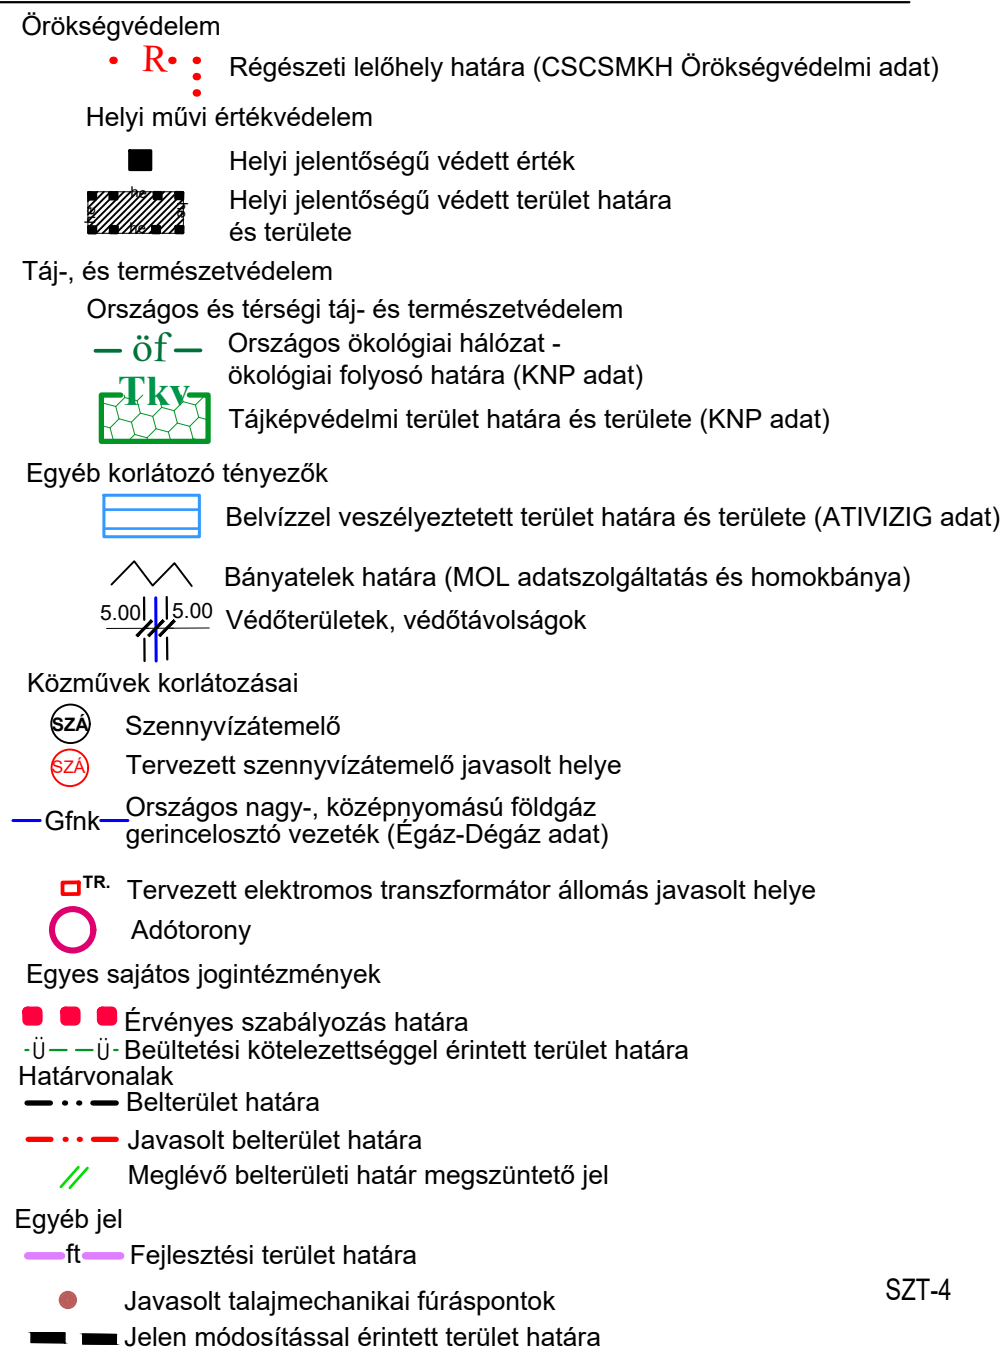 Örökségvédelem
R Régészeti lelőhely határa (CSCSMKH Örökségvédelmi adat)
Helyi művi értékvédelem
Helyi jelentőségű védett érték
he he he he Helyi jelentőségű védett terület határa
és területe
Táj-, és természetvédelem
Országos és térségi táj- és természetvédelem
öf Országos ökológiai hálózat -
ökológiai folyosó határa (KNP adat)
Tkv Tájképvédelmi terület határa és területe (KNP adat)
Egyéb korlátozó tényezők
Belvízzel veszélyeztetett terület határa és területe (ATIVIZIG adat)
Bányatelek határa (MOL adatszolgáltatás és homokbánya)
5.00 5.00 Védőterületek, védőtávolságok
Közművek korlátozásai
SZÁ Szennyvízátemelő
SZÁ Tervezett szennyvízátemelő javasolt helye
Gfnk Országos nagy-, középnyomású földgáz
gerincelosztó vezeték (Égáz-Dégáz adat)
TR. Tervezett elektromos transzformátor állomás javasolt helye
Adótorony
Egyes sajátos jogintézmények
Érvényes szabályozás határa
Ü Ü Beültetési kötelezettséggel érintett terület határa
Határvonalak
Belterület határa
Javasolt belterület határa
Meglévő belterületi határ megszüntető jel
Egyéb jel
ft Fejlesztési terület határa
Javasolt talajmechanikai fúráspontok
SZT-4
Jelen módosítással érintett terület határa